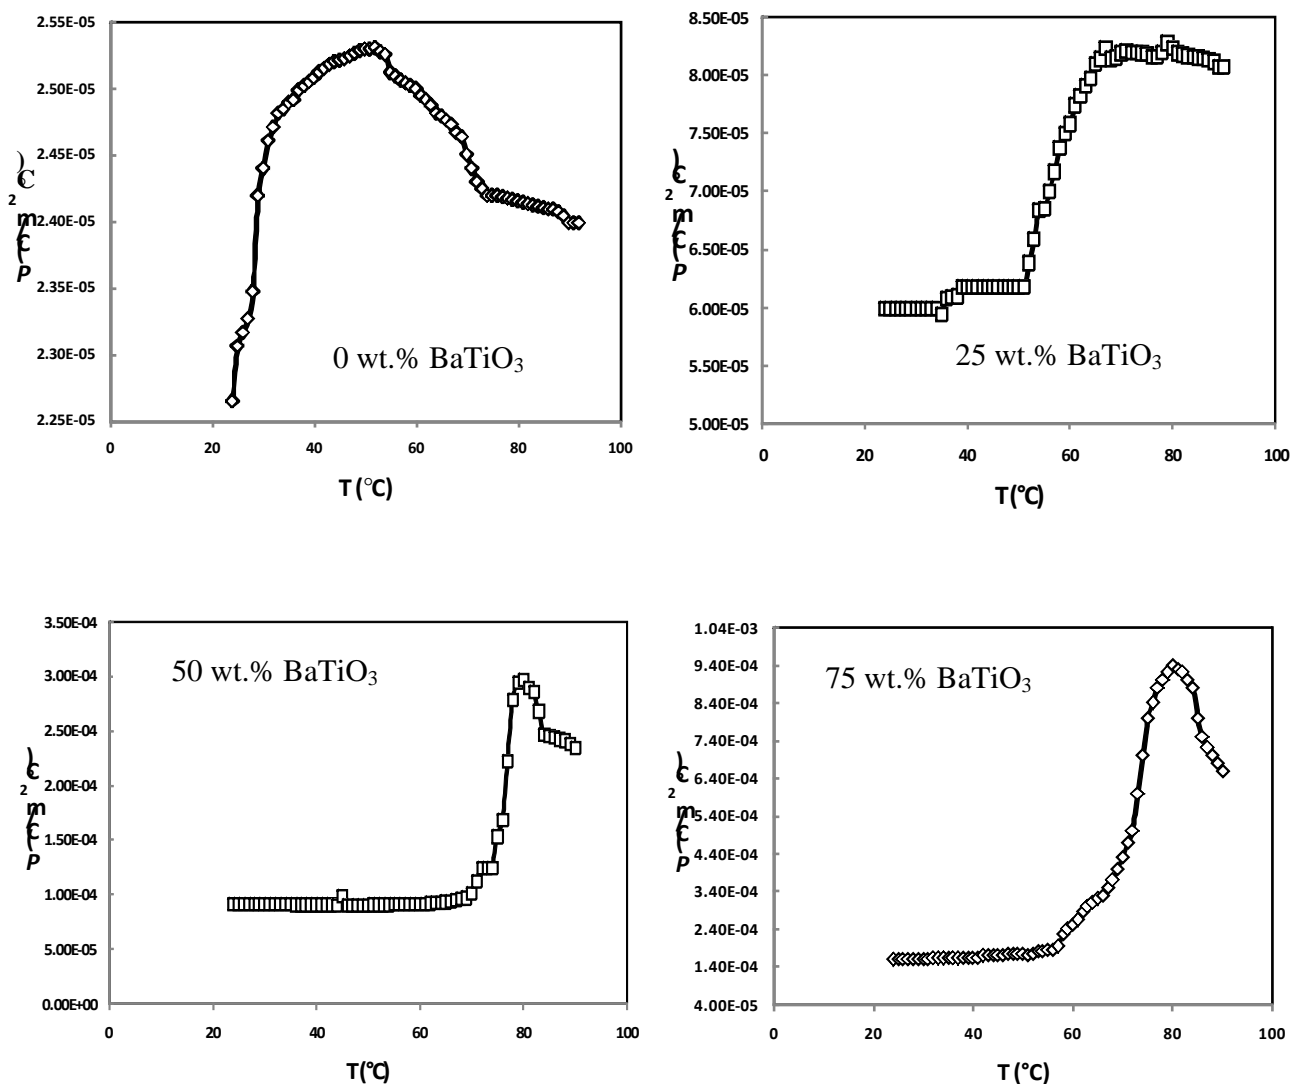 2.55E-05
2.50E-05
2.45E-05
2.40E-05
2.35E-05
2.30E-05
2.25E-05
P(C/m2°C)
0 wt.% BaTiO3
0 20 40 60 80 100
T (°C)
8.50E-05
8.00E-05
7.50E-05
7.00E-05
6.50E-05
6.00E-05
5.50E-05
5.00E-05
P(C/m2°C)
25 wt.% BaTiO3
0 20 40 60 80 100
T (°C)
3.50E-04
3.00E-04
2.50E-04
2.00E-04
1.50E-04
1.00E-04
5.00E-05
0.00E+00
P(C/m2°C)
50 wt.% BaTiO3
0 20 40 60 80 100
T (°C)
1.04E-03
9.40E-04
8.40E-04
7.40E-04
6.40E-04
5.40E-04
4.40E-04
3.40E-04
2.40E-04
1.40E-04
4.00E-05
P(C/m2°C)
75 wt.% BaTiO3
0 20 40 60 80 100
T (°C)